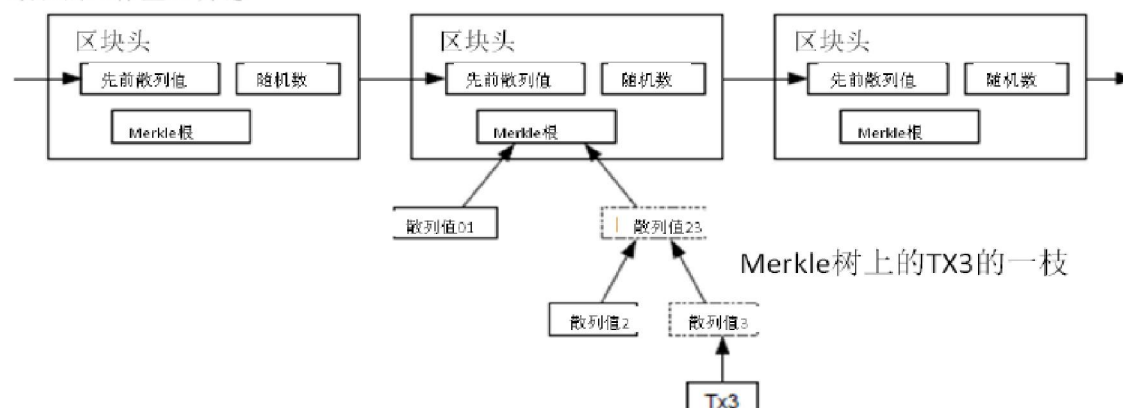 区块头
先前散列值 随机数
Merkle根
区块头
先前散列值 随机数
Merkle根
区块头
先前散列值 随机数
Merkle根
散列值01
散列值23
Merkle树上的TX3的一枝
散列值2
散列值3
Tx3